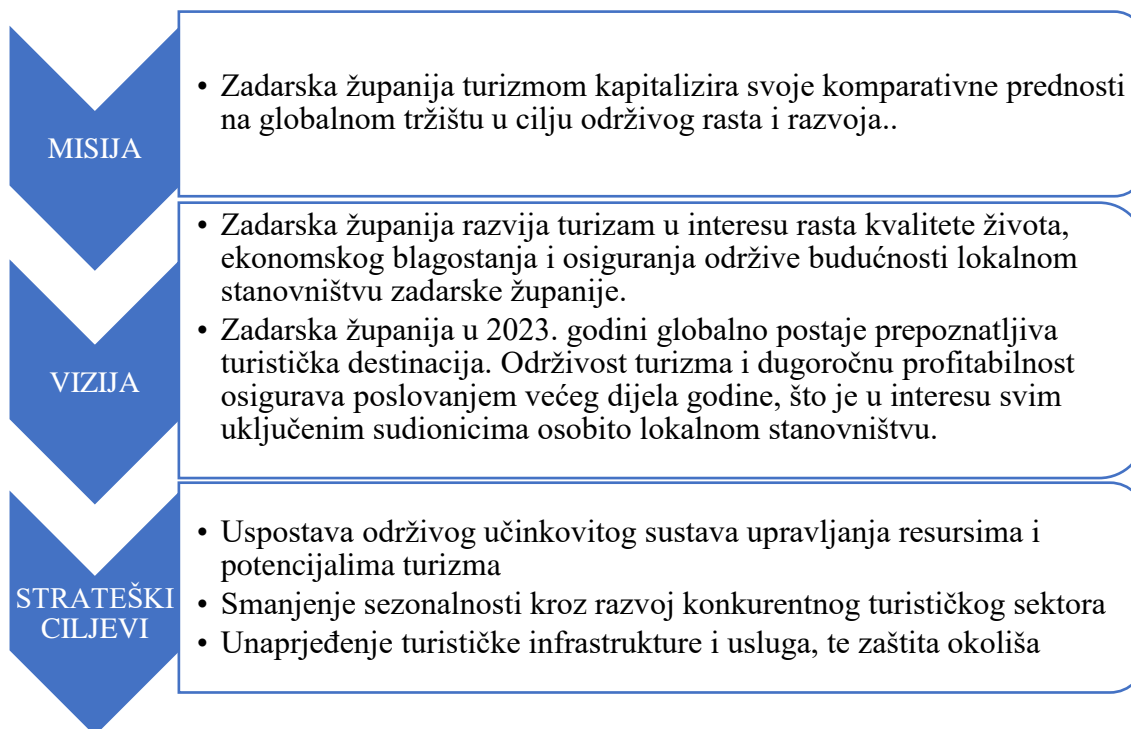 MISIJA
• Zadarska županija turizmom kapitalizira svoje komparativne prednosti
na globalnom tržištu u cilju održivog rasta i razvoja..
VIZIJA
• Zadarska županija razvija turizam u interesu rasta kvalitete života,
ekonomskog blagostanja i osiguranja održive budućnosti lokalnom
stanovništvu zadarske županije.
• Zadarska županija u 2023. godini globalno postaje prepoznatljiva
turistička destinacija. Održivost turizma i dugoročnu profitabilnost
osigurava poslovanjem većeg dijela godine, što je u interesu svim
uključenim sudionicima osobito lokalnom stanovništvu.
STRATEŠKI
CILJEVI
• Uspostava održivog učinkovitog sustava upravljanja resursima i
potencijalima turizma
• Smanjenje sezonalnosti kroz razvoj konkurentnog turističkog sektora
• Unaprjeđenje turističke infrastrukture i usluga, te zaštita okoliša